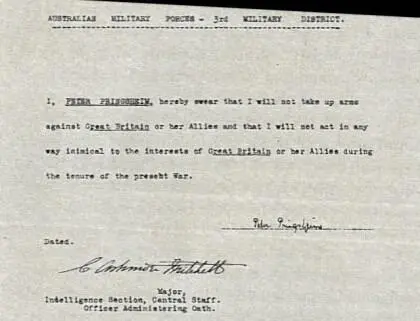 AUSTRALIAN MILITARY FORCES - 3rd MILITARY DISTRICT.
I, PETER PRINGSHEIM, hereby swear that I will not take up arms
against Great Britain or her Allies and that I will not act in any
way inimical to the interests of Great Britain or her Allies during
the tenure of the present War.
Peter Pringsheim
Dated.
Major,
Intelligence Section, Central Staff.
Officer Administering Oath.